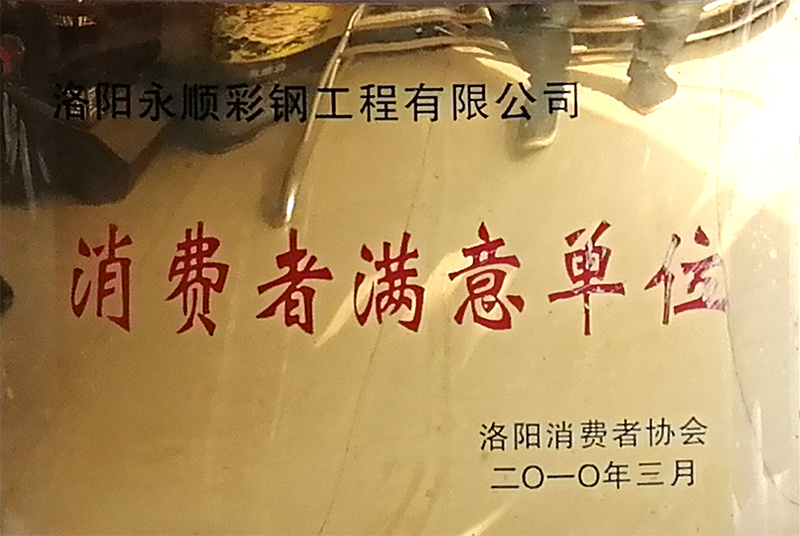 洛阳永顺彩钢工程有限公司
消费者满意单位
洛阳消费者协会
二〇一〇年三月